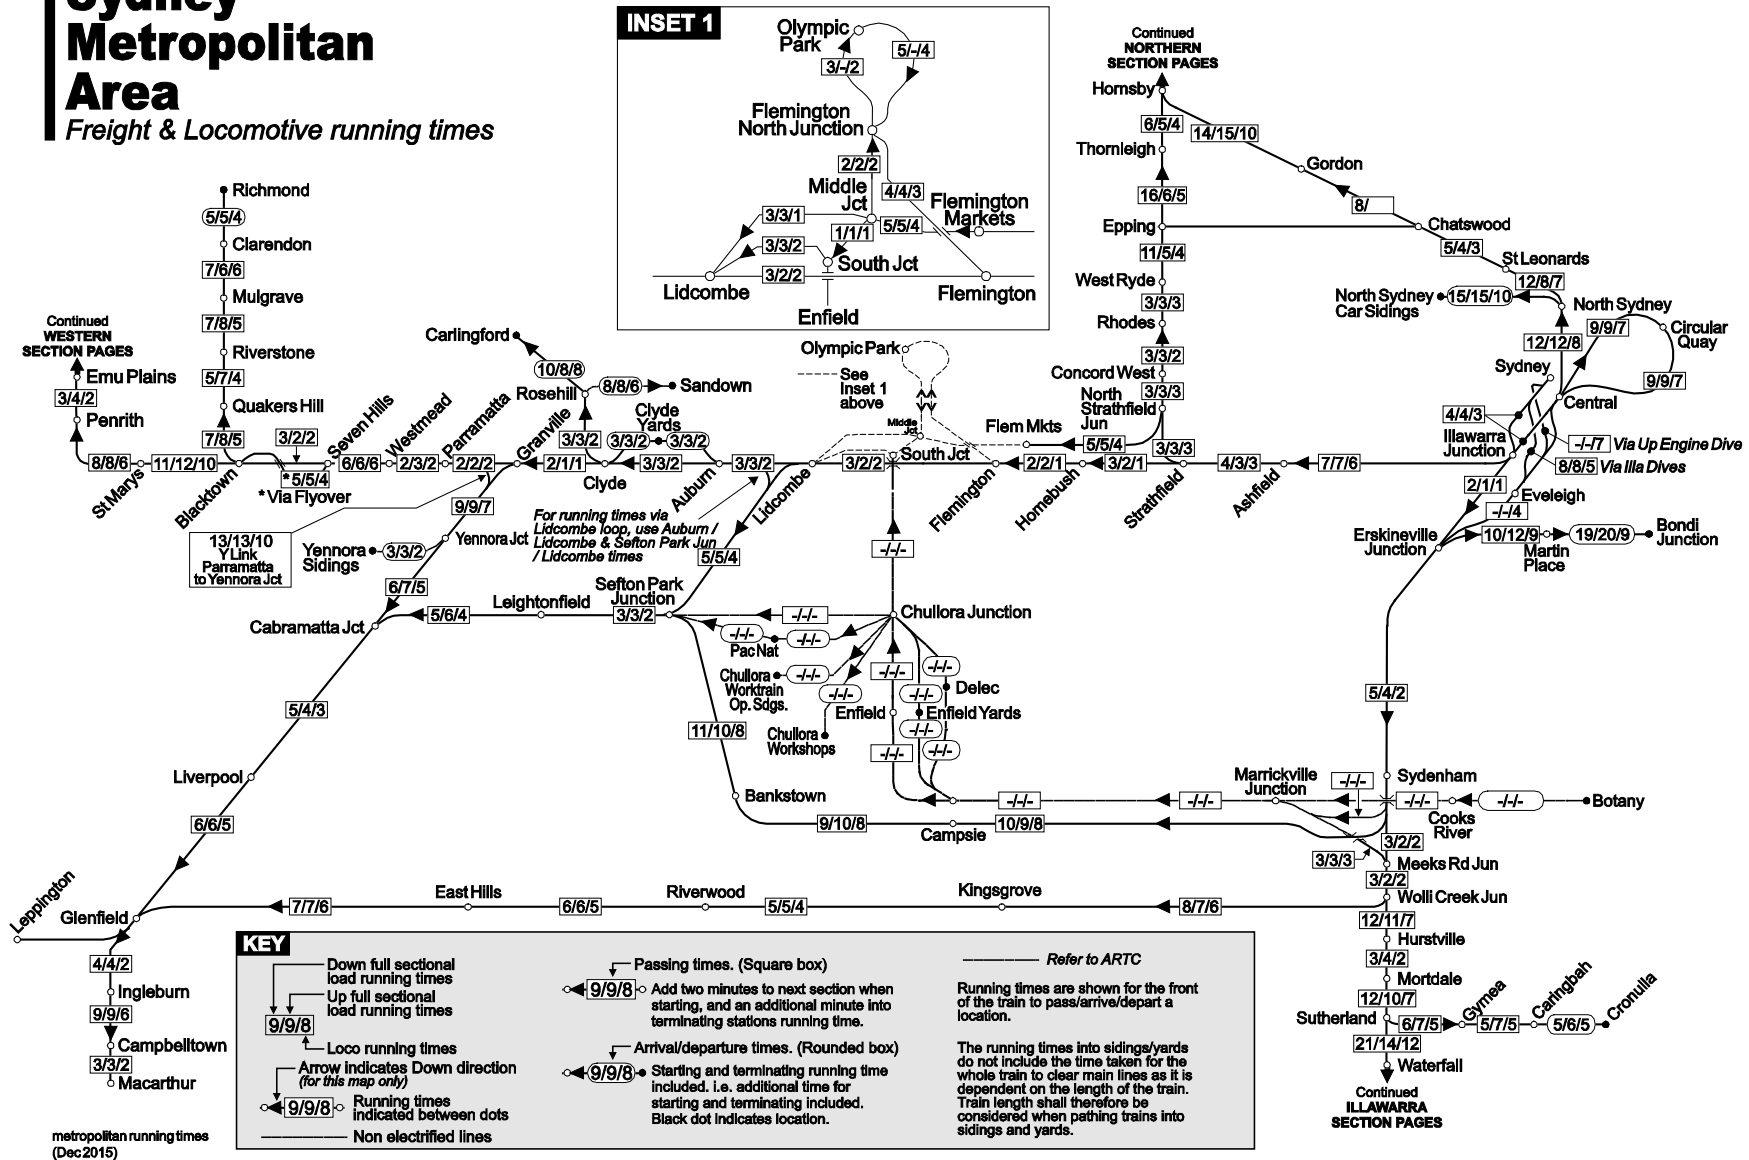 Sydney
Metropolitan
Area
Freight & Locomotive running times
INSET 1
Olympic
Park
5/-/4
3/-/2
Flemington
North Junction
2/2/2
Middle
Jct
4/4/3
Flemington
Markets
3/3/1
5/5/4
1/1/1
3/3/2
South Jct
3/2/2
Lidcombe
Flemington
Enfield
Continued
NORTHERN
SECTION PAGES
Hornsby
6/5/4
14/15/10
Thornleigh
Gordon
16/6/5
8/
Epping
Chatswood
11/5/4
5/4/3
West Ryde
St Leonards
12/8/7
3/3/3
North Sydney
Car Sidings
15/15/10
North Sydney
Rhodes
9/9/7
Circular
Quay
3/3/2
12/12/8
Concord West
Sydney
3/3/3
9/9/7
North
Strathfield
Jun
Central
4/4/3
Flem Mkts
5/5/4
3/3/3
Illawarra
Junction
-/-/7 Via Up Engine Dive
8/8/5 Via Illa Dives
Richmond
5/5/4
Clarendon
7/6/6
Mulgrave
7/8/5
Riverstone
5/7/4
Quakers Hill
7/8/5
Continued
WESTERN
SECTION PAGES
Emu Plains
3/4/2
Penrith
Carlingford
10/8/8
Rosehill
8/8/6
Sandown
Olympic Park
See
Inset 1
above
Clyde
Yards
3/3/2
3/3/2
3/3/2
Middle
Jct
South Jct
8/8/6
St Marys
11/12/10
Blacktown
3/2/2
* 5/5/4
* Via Flyover
Seven Hills
6/6/6
Westmead
2/3/2
Parramatta
2/2/2
Granville
2/1/1
Clyde
3/3/2
Auburn
3/3/2
Lidcombe
3/2/2
Flemington
2/2/1
Homebush
3/2/1
Strathfield
4/3/3
Ashfield
7/7/6
2/1/1
Eveleigh
-/-/4
Erskineville
Junction
10/12/9
Martin
Place
19/20/9
Bondi
Junction
9/9/7
13/13/10
Y Link
Parramatta
to Yennora Jct
Yennora
Sidings
3/3/2
Yennora Jct
For running times via
Lidcombe loop, use Auburn /
Lidcombe & Sefton Park Jun
/ Lidcombe times
5/5/4
-/-/-
6/7/5
Cabramatta Jct
5/6/4
Leightonfield
Sefton Park
Junction
3/3/2
-/-/-
Chullora Junction
-/-/-
-/-/-
Pac Nat
Chullora
Worktrain
Op. Sdgs.
-/-/-
-/-/-
-/-/-
-/-/-
-/-/-
Delec
Enfield
Enfield Yards
-/-/-
-/-/-
-/-/-
Chullora
Workshops
5/4/3
11/10/8
5/4/2
Liverpool
Bankstown
6/6/5
9/10/8
Campsie
10/9/8
-/-/-
-/-/-
Marrickville
Junction
-/-/-
Sydenham
-/-/-
Cooks
River
-/-/-
Botany
3/2/2
3/3/3
Meeks Rd Jun
3/2/2
Wolli Creek Jun
Leppington
Glenfield
7/7/6
East Hills
6/6/5
Riverwood
5/5/4
Kingsgrove
8/7/6
12/11/7
Hurstville
3/4/2
Mortdale
12/10/7
Sutherland
6/7/5
Gymea
5/7/5
Caringbah
5/6/5
Cronulla
21/14/12
Waterfall
Continued
ILLAWARRA
SECTION PAGES
4/4/2
Ingleburn
9/9/6
Campbelltown
3/3/2
Macarthur
KEY
Down full sectional
load running times
Up full sectional
load running times
9/9/8
Loco running times
Arrow indicates Down direction
(for this map only)
9/9/8
Running times
indicated between dots
Non electrified lines
Passing times. (Square box)
9/9/8
Add two minutes to next section when
starting, and an additional minute into
terminating stations running time.
Arrival/departure times. (Rounded box)
9/9/8
Starting and terminating running time
included. i.e. additional time for
starting and terminating included.
Black dot indicates location.
Refer to ARTC
Running times are shown for the front
of the train to pass/arrive/depart a
location.
The running times into sidings/yards
do not include the time taken for the
whole train to clear main lines as it is
dependent on the length of the train.
Train length shall therefore be
considered when pathing trains into
sidings and yards.
metropolitan running times
(Dec 2015)